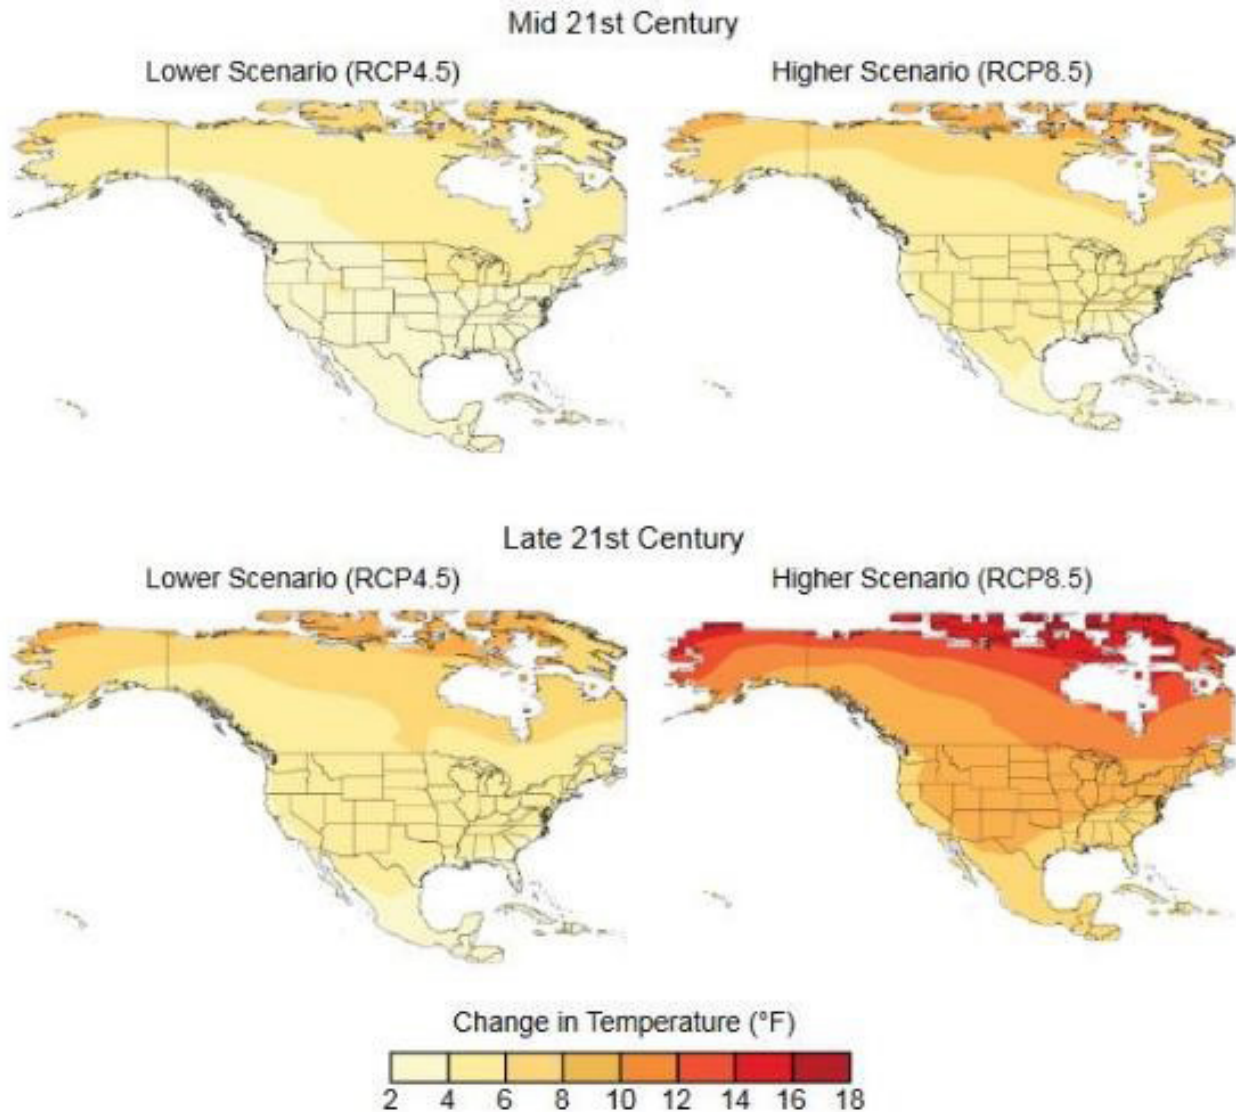 Mid 21st Century
Lower Scenario (RCP4.5)
Higher Scenario (RCP8.5)
Late 21st Century
Lower Scenario (RCP4.5)
Higher Scenario (RCP8.5)
Change in Temperature (°F)
2 4 6 8 10 12 14 16 18